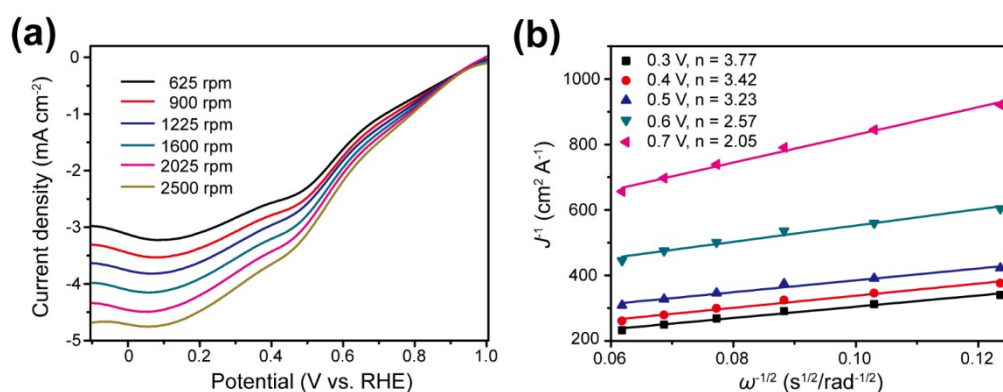 (a)
0
-1
-2
-3
-4
-5
Current density (mA cm⁻²)
625 rpm
900 rpm
1225 rpm
1600 rpm
2025 rpm
2500 rpm
0
0.2
0.4
0.6
0.8
1.0
Potential (V vs. RHE)
(b)
1000
800
600
400
200
J⁻¹ (cm² A⁻¹)
0.3 V, n = 3.77
0.4 V, n = 3.42
0.5 V, n = 3.23
0.6 V, n = 2.57
0.7 V, n = 2.05
0.06
0.08
0.10
0.12
ω⁻¹/² (s¹/²/rad⁻¹/²)